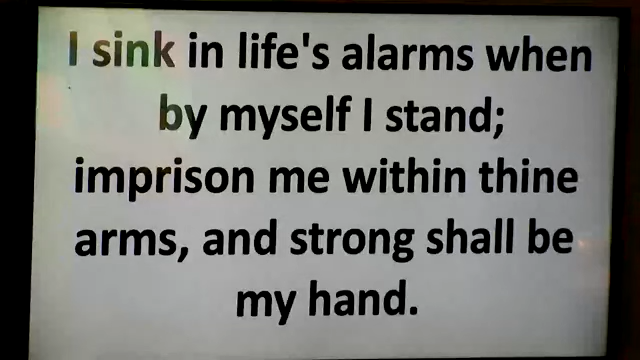 I sink in life's alarms when
by myself I stand;
imprison me within thine
arms, and strong shall be
my hand.